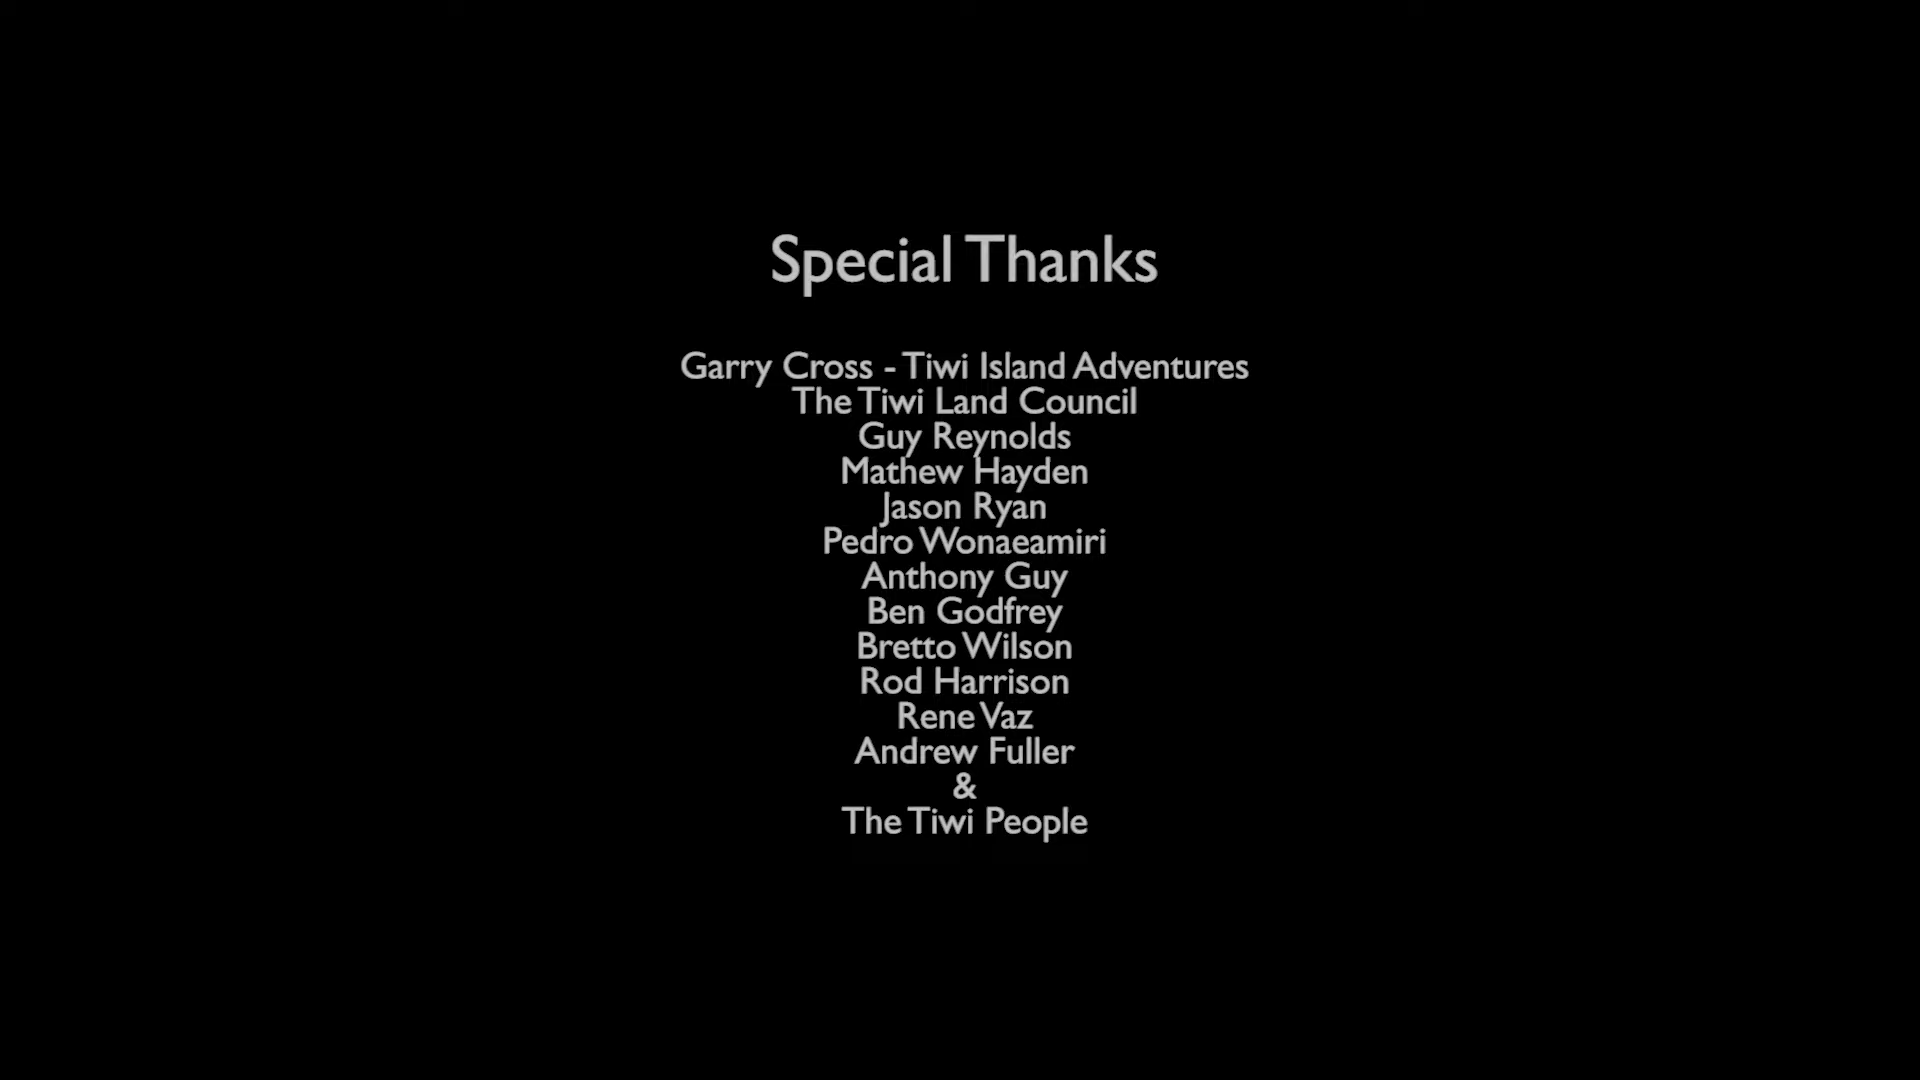 Special Thanks
Garry Cross - Tiwi Island Adventures
The Tiwi Land Council
Guy Reynolds
Mathew Hayden
Jason Ryan
Pedro Wonaeamiri
Anthony Guy
Ben Godfrey
Bretto Wilson
Rod Harrison
Rene Vaz
Andrew Fuller
&
The Tiwi People